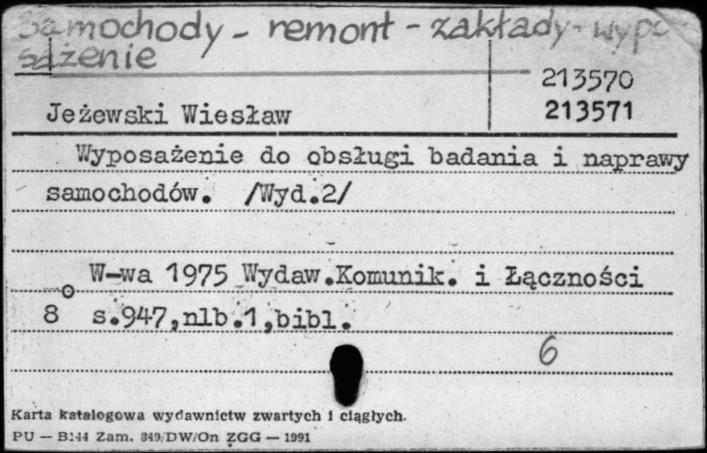 Samochody - remont - zakłady - wypo
sażenie
213570
Jeżewski Wiesław 213571
Wyposażenie do obsługi badania i naprawy
samochodów. /Wyd.2/
W-wa 1975 Wydaw.Komunik. i Łączności
8° s.947,nlb.1,bibl.
6
Karta katalogowa wydawnictw zwartych i ciągłych.
PU — B144 Zam. 349/DW/On ZGG — 1991